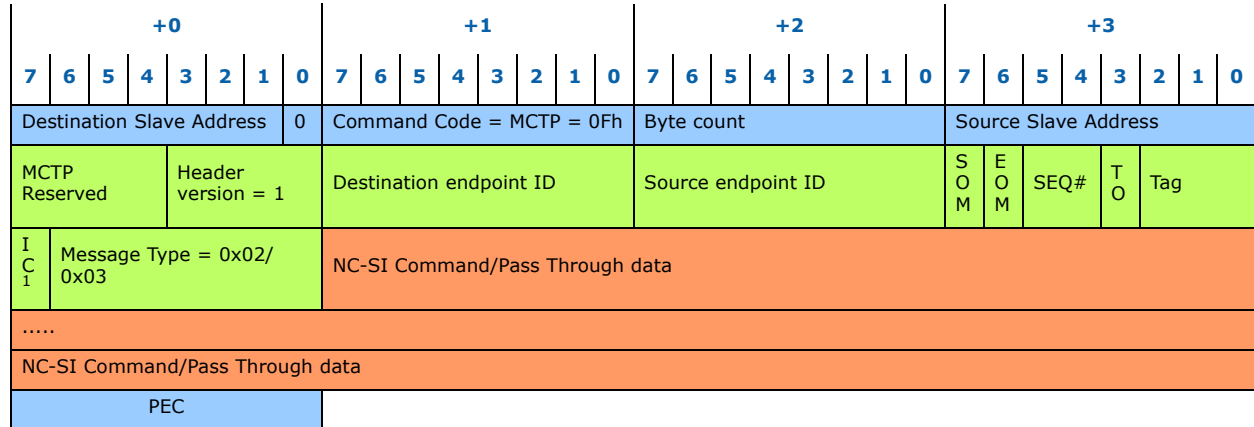 +0 +1 +2 +3
7 6 5 4 3 2 1 0 7 6 5 4 3 2 1 0 7 6 5 4 3 2 1 0 7 6 5 4 3 2 1 0
Destination Slave Address 0 Command Code = MCTP = 0Fh Byte count Source Slave Address
MCTP
Reserved
Header
version = 1
Destination endpoint ID
Source endpoint ID
S
O
M
E
O
M
SEQ#
T
O
Tag
I
C
1
Message Type = 0x02/
0x03
NC-SI Command/Pass Through data
.....
NC-SI Command/Pass Through data
PEC